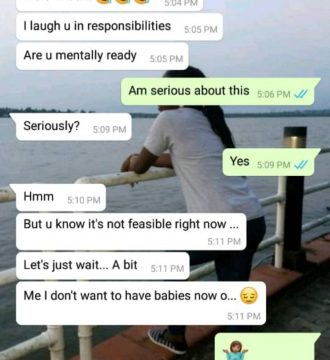 5:04 PM
I laugh u in responsibilities 5:05 PM
Are u mentally ready 5:05 PM
Am serious about this 5:06 PM
Seriously? 5:09 PM
Yes 5:09 PM
Hmm 5:10 PM
But u know it's not feasible right now ...
5:11 PM
Let's just wait... A bit 5:11 PM
Me I don't want to have babies now o... 😔
5:11 PM